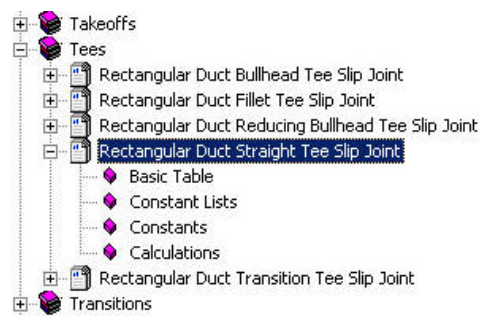 Takeoffs
Tees
Rectangular Duct Bullhead Tee Slip Joint
Rectangular Duct Fillet Tee Slip Joint
Rectangular Duct Reducing Bullhead Tee Slip Joint
Rectangular Duct Straight Tee Slip Joint
Basic Table
Constant Lists
Constants
Calculations
Rectangular Duct Transition Tee Slip Joint
Transitions